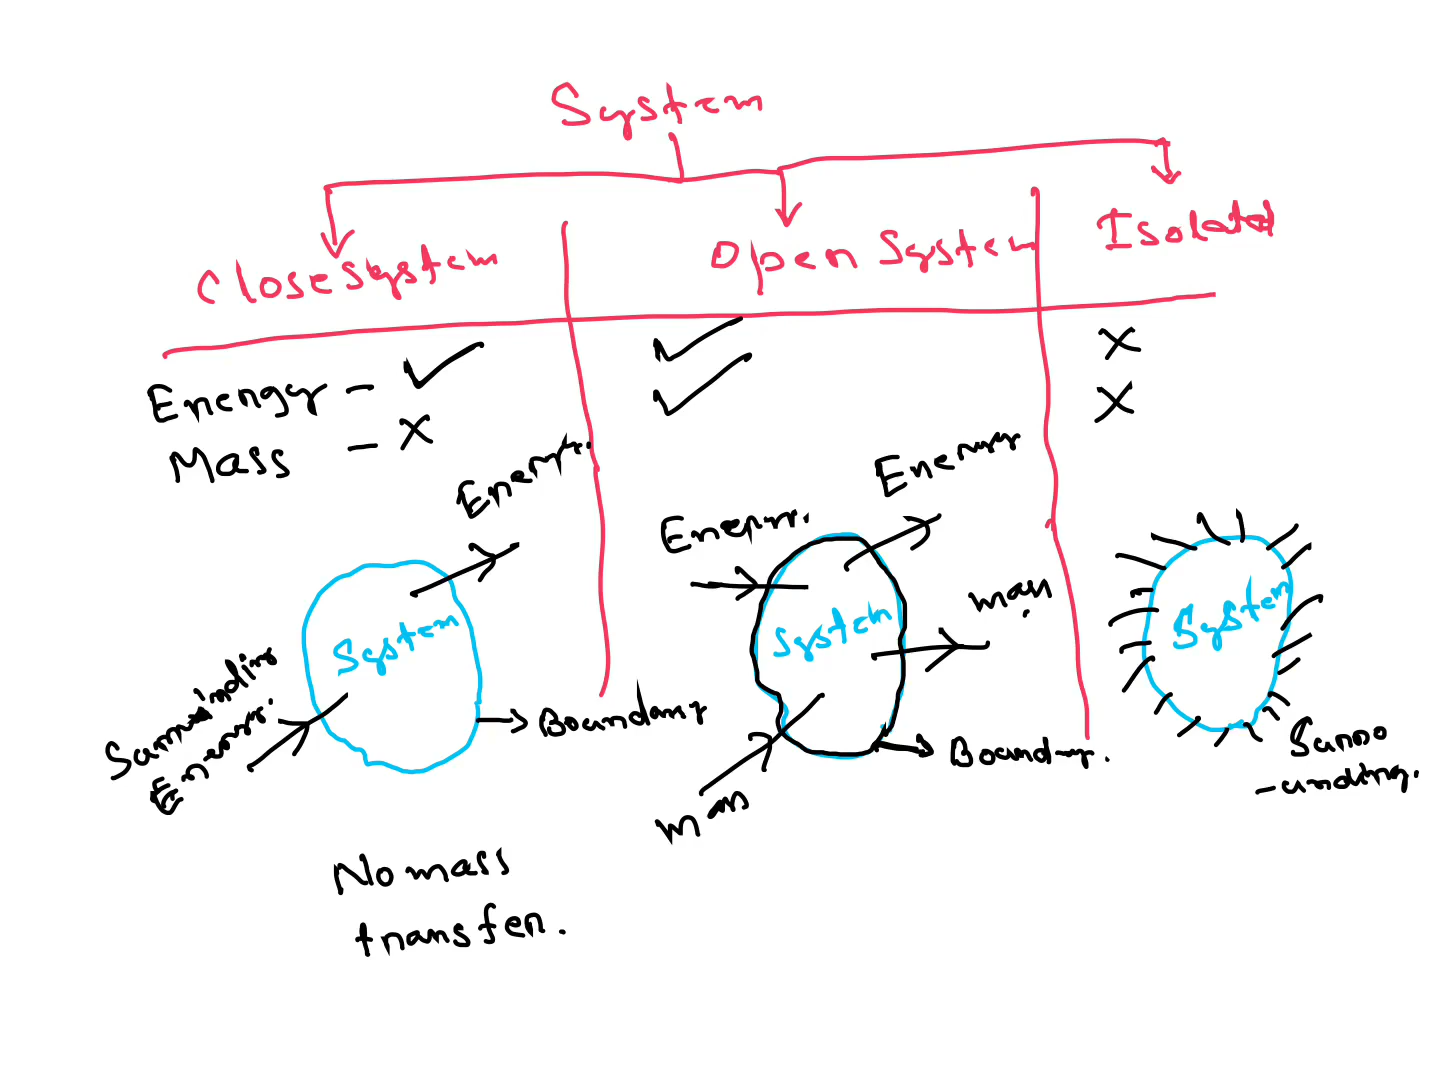 System
Close System
Open System
Isolated
Energy - ✓ ✓ ×
Mass - × ✓ ×
Energy.
Energy.
Energy
System
System
System
mass
Surrounding
Energy.
Boundary
Boundary.
mass
Surro
-unding.
No mass
transfer.